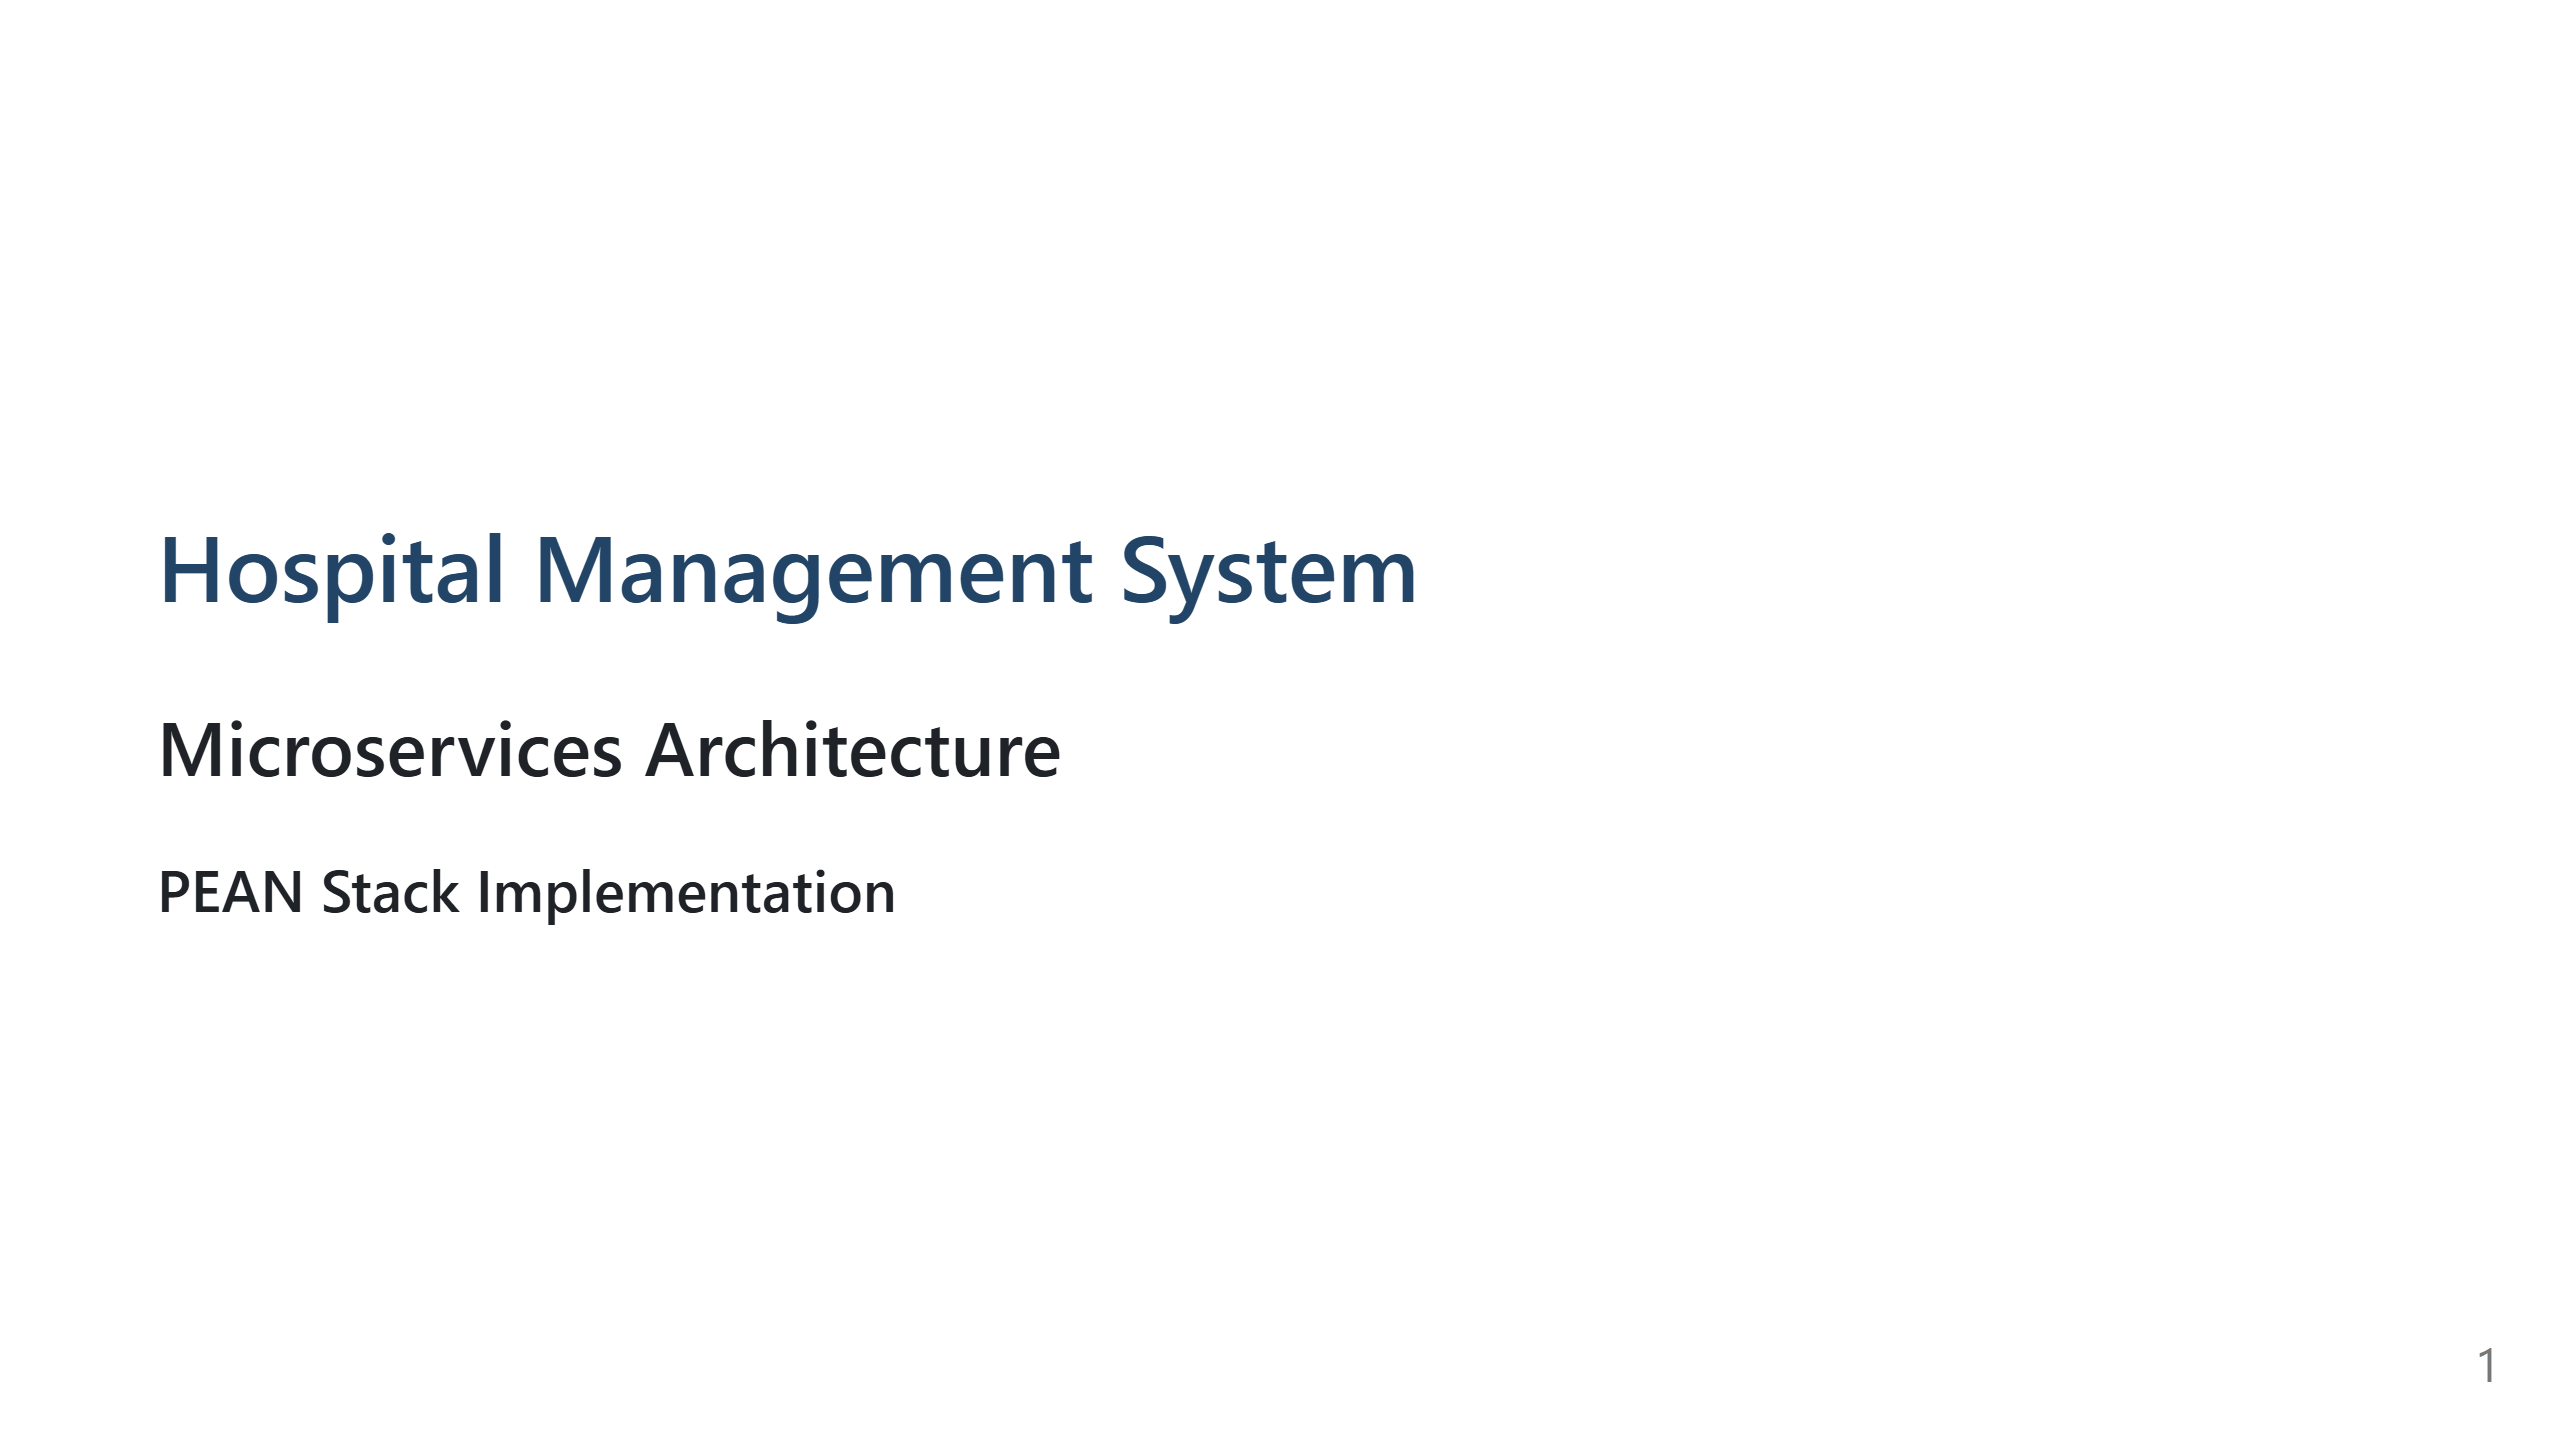 Hospital Management System
Microservices Architecture
PEAN Stack Implementation
1